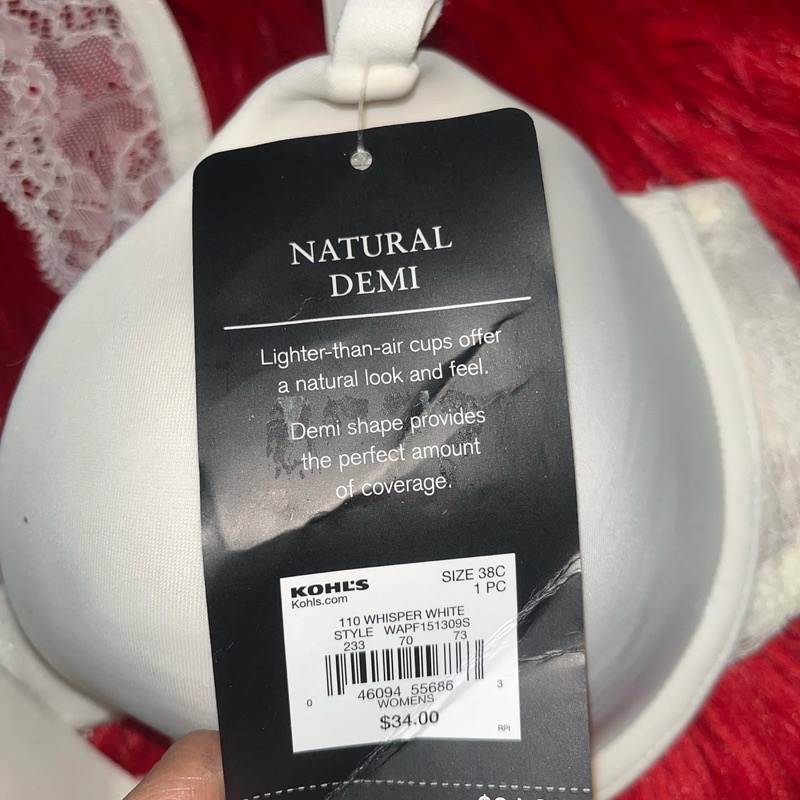 NATURAL
DEMI
Lighter-than-air cups offer
a natural look and feel.
Demi shape provides
the perfect amount
of coverage.
KOHL'S SIZE 38C
Kohls.com 1 PC
110 WHISPER WHITE
STYLE WAPF151309S
233 70 73
0 46094 55686 3
WOMENS
$34.00
RPI